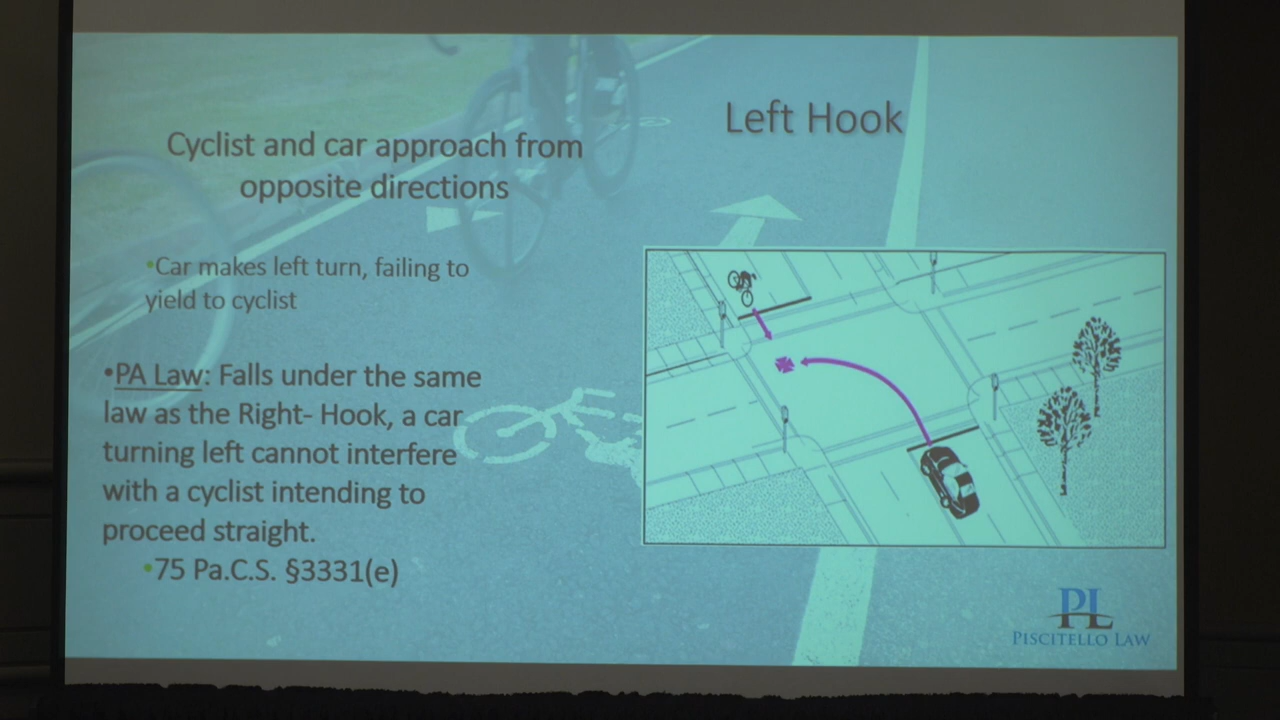 Left Hook
Cyclist and car approach from
opposite directions
•Car makes left turn, failing to
yield to cyclist
•PA Law: Falls under the same
law as the Right- Hook, a car
turning left cannot interfere
with a cyclist intending to
proceed straight.
•75 Pa.C.S. §3331(e)
PL
PISCITELLO LAW